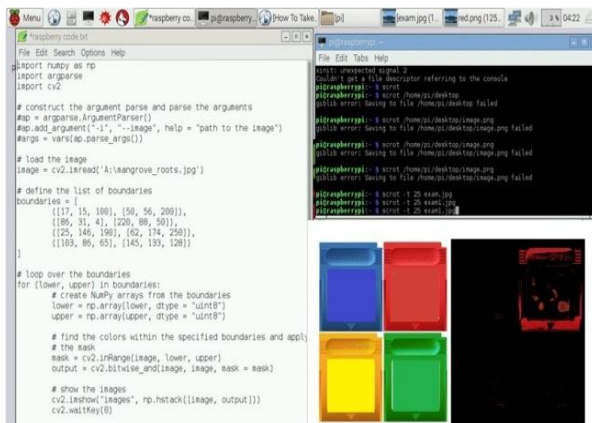 Menu
*raspberry co..
pi@raspberry..
[How To Take..
[pi]
[exam.jpg (1..
red.png (125..
3 %
04:22
*raspberry code.txt
File Edit Search Options Help
import numpy as np
import argparse
import cv2
# construct the argument parse and parse the arguments
#ap = argparse.ArgumentParser()
#ap.add_argument("-i", "--image", help = "path to the image")
#args = vars(ap.parse_args())
# load the image
image = cv2.imread('A:\mangrove_roots.jpg')
# define the list of boundaries
boundaries = [
([17, 15, 100], [50, 56, 200]),
([86, 31, 4], [220, 88, 50]),
([25, 146, 190], [62, 174, 250]),
([103, 86, 65], [145, 133, 128])
]
# loop over the boundaries
for (lower, upper) in boundaries:
# create NumPy arrays from the boundaries
lower = np.array(lower, dtype = "uint8")
upper = np.array(upper, dtype = "uint8")
# find the colors within the specified boundaries and apply
# the mask
mask = cv2.inRange(image, lower, upper)
output = cv2.bitwise_and(image, image, mask = mask)
# show the images
cv2.imshow("images", np.hstack([image, output]))
cv2.waitKey(0)
pi@raspberrypi: ~
File Edit Tabs Help
xinit: unexpected signal 2
Couldn't get a file descriptor referring to the console
pi@raspberrypi:~ $ scrot
pi@raspberrypi:~ $ scrot /home/pi/desktop
giblib error: Saving to file /home/pi/desktop failed
pi@raspberrypi:~ $ scrot /home/pi/desktop/image.png
giblib error: Saving to file /home/pi/desktop/image.png failed
pi@raspberrypi:~ $ scrot /home/pi/desktop/image.png
giblib error: Saving to file /home/pi/desktop/image.png failed
pi@raspberrypi:~ $ scrot -t 25 exam.jpg
pi@raspberrypi:~ $ scrot -t 25 exam1.jpg
pi@raspberrypi:~ $ scrot -t 25 exam1.jpg